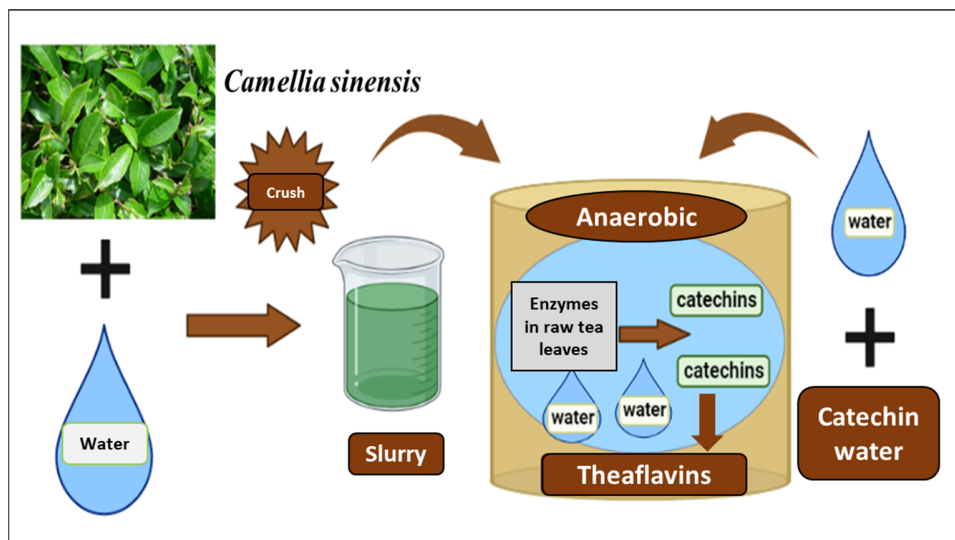 Camellia sinensis
Crush
Water
Slurry
Anaerobic
Enzymes
in raw tea
leaves
catechins
catechins
water
water
Theaflavins
water
Catechin
water